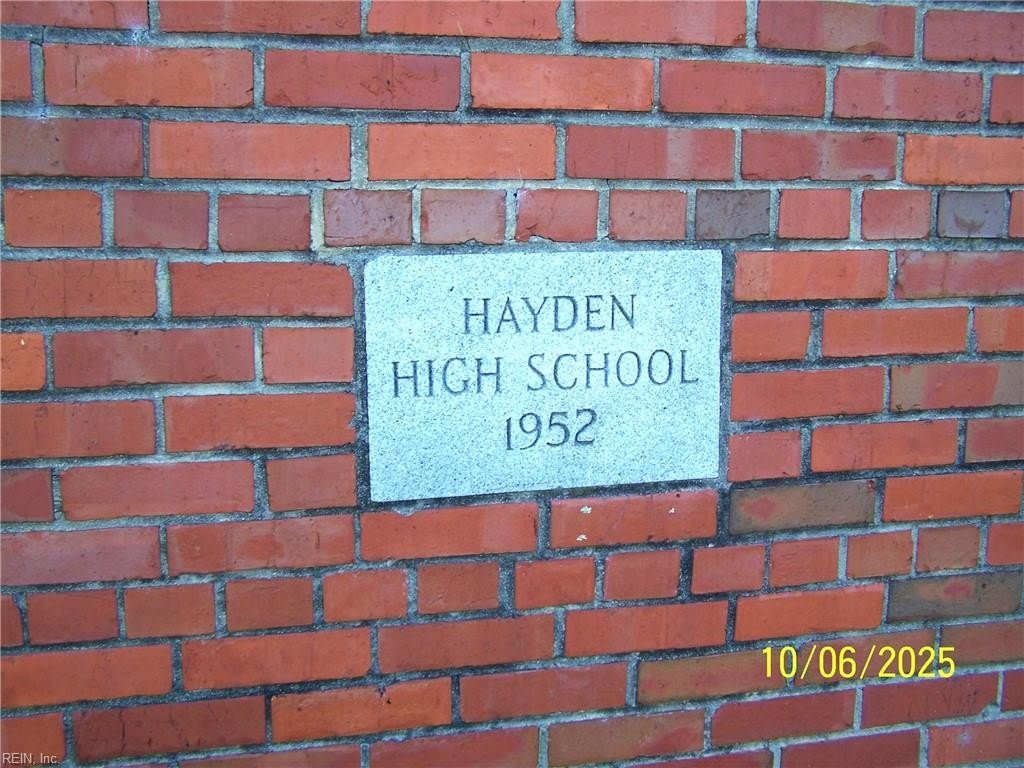 HAYDEN
HIGH SCHOOL
1952
10/06/2025
REIN, Inc.